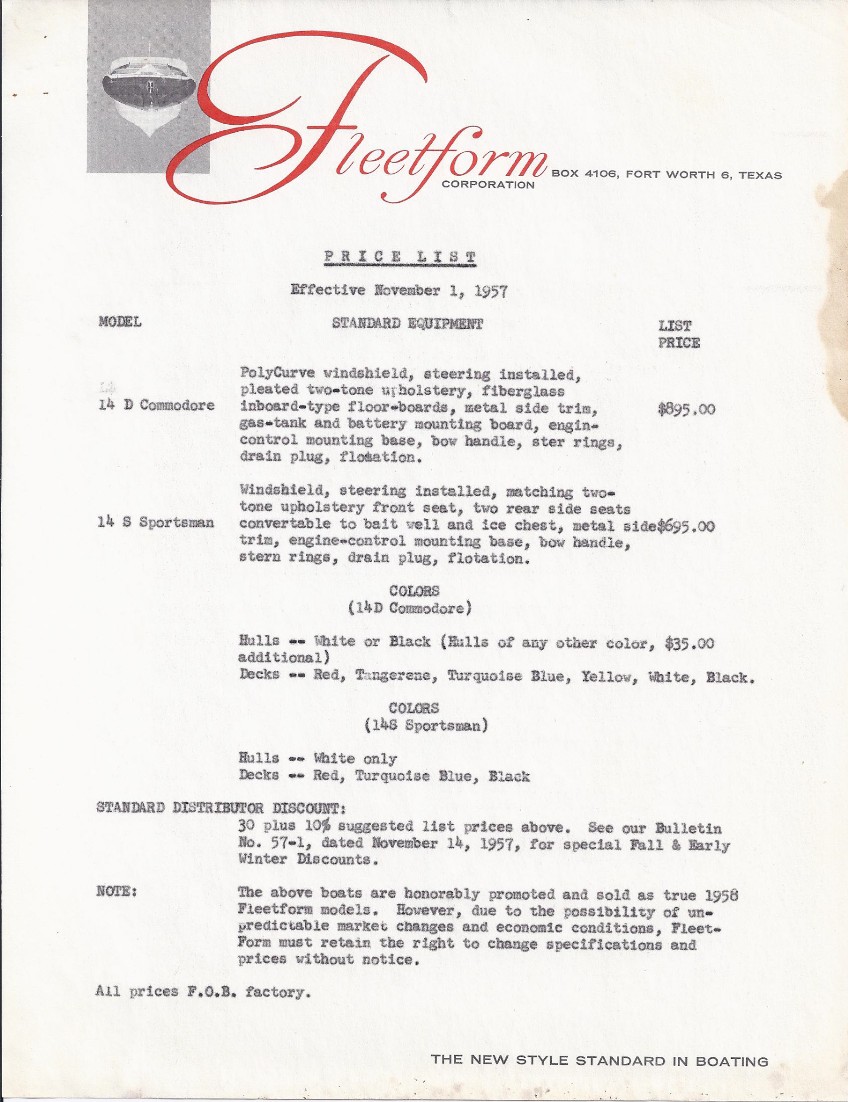 Fleetform
CORPORATION
BOX 4106, FORT WORTH 6, TEXAS
PRICE LIST
Effective November 1, 1957
MODEL STANDARD EQUIPMENT LIST
PRICE
PolyCurve windshield, steering installed,
pleated two-tone upholstery, fiberglass
14 D Commodore inboard-type floor-boards, metal side trim, $895.00
gas-tank and battery mounting board, engin-
control mounting base, bow handle, ster rings,
drain plug, flotation.
Windshield, steering installed, matching two-
tone upholstery front seat, two rear side seats
14 S Sportsman convertable to bait well and ice chest, metal side$695.00
trim, engine-control mounting base, bow handle,
stern rings, drain plug, flotation.
COLORS
(14D Commodore)
Hulls -- White or Black (Hulls of any other color, $35.00
additional)
Decks -- Red, Tangerene, Turquoise Blue, Yellow, White, Black.
COLORS
(14S Sportsman)
Hulls -- White only
Decks -- Red, Turquoise Blue, Black
STANDARD DISTRIBUTOR DISCOUNT:
30 plus 10% suggested list prices above. See our Bulletin
No. 57-1, dated November 14, 1957, for special Fall & Early
Winter Discounts.
NOTE: The above boats are honorably promoted and sold as true 1958
Fleetform models. However, due to the possibility of un-
predictable market changes and economic conditions, Fleet-
Form must retain the right to change specifications and
prices without notice.
All prices F.O.B. factory.
THE NEW STYLE STANDARD IN BOATING